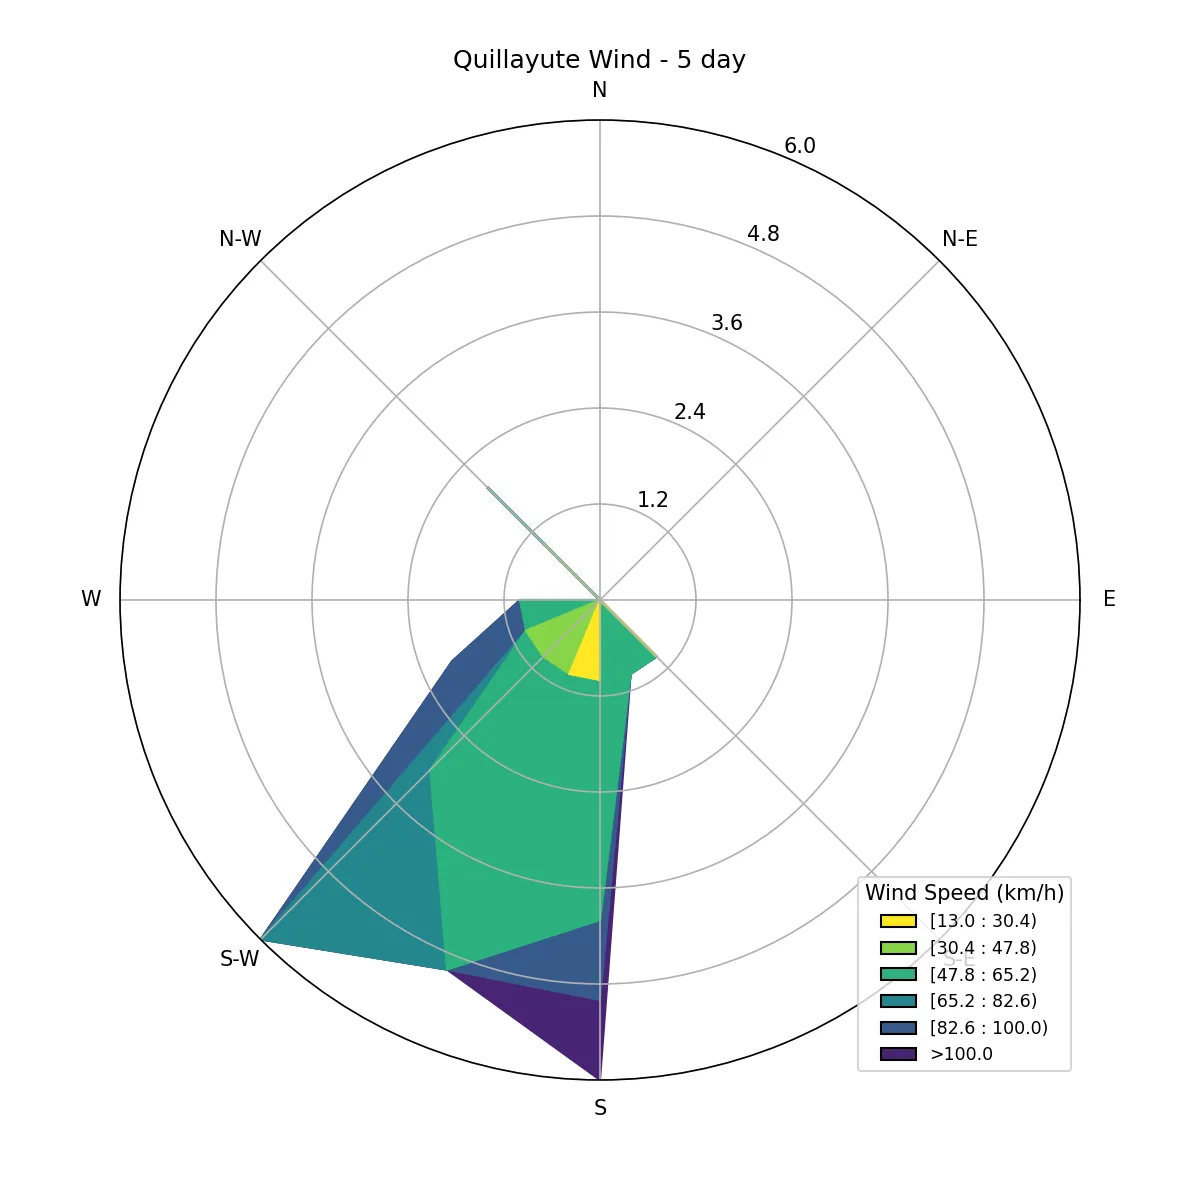 Quillayute Wind - 5 day
N
6.0
N-W
4.8
N-E
3.6
2.4
1.2
W
E
Wind Speed (km/h)
[13.0 : 30.4)
[30.4 : 47.8)
S-W
S-E
[47.8 : 65.2)
[65.2 : 82.6)
[82.6 : 100.0)
>100.0
S